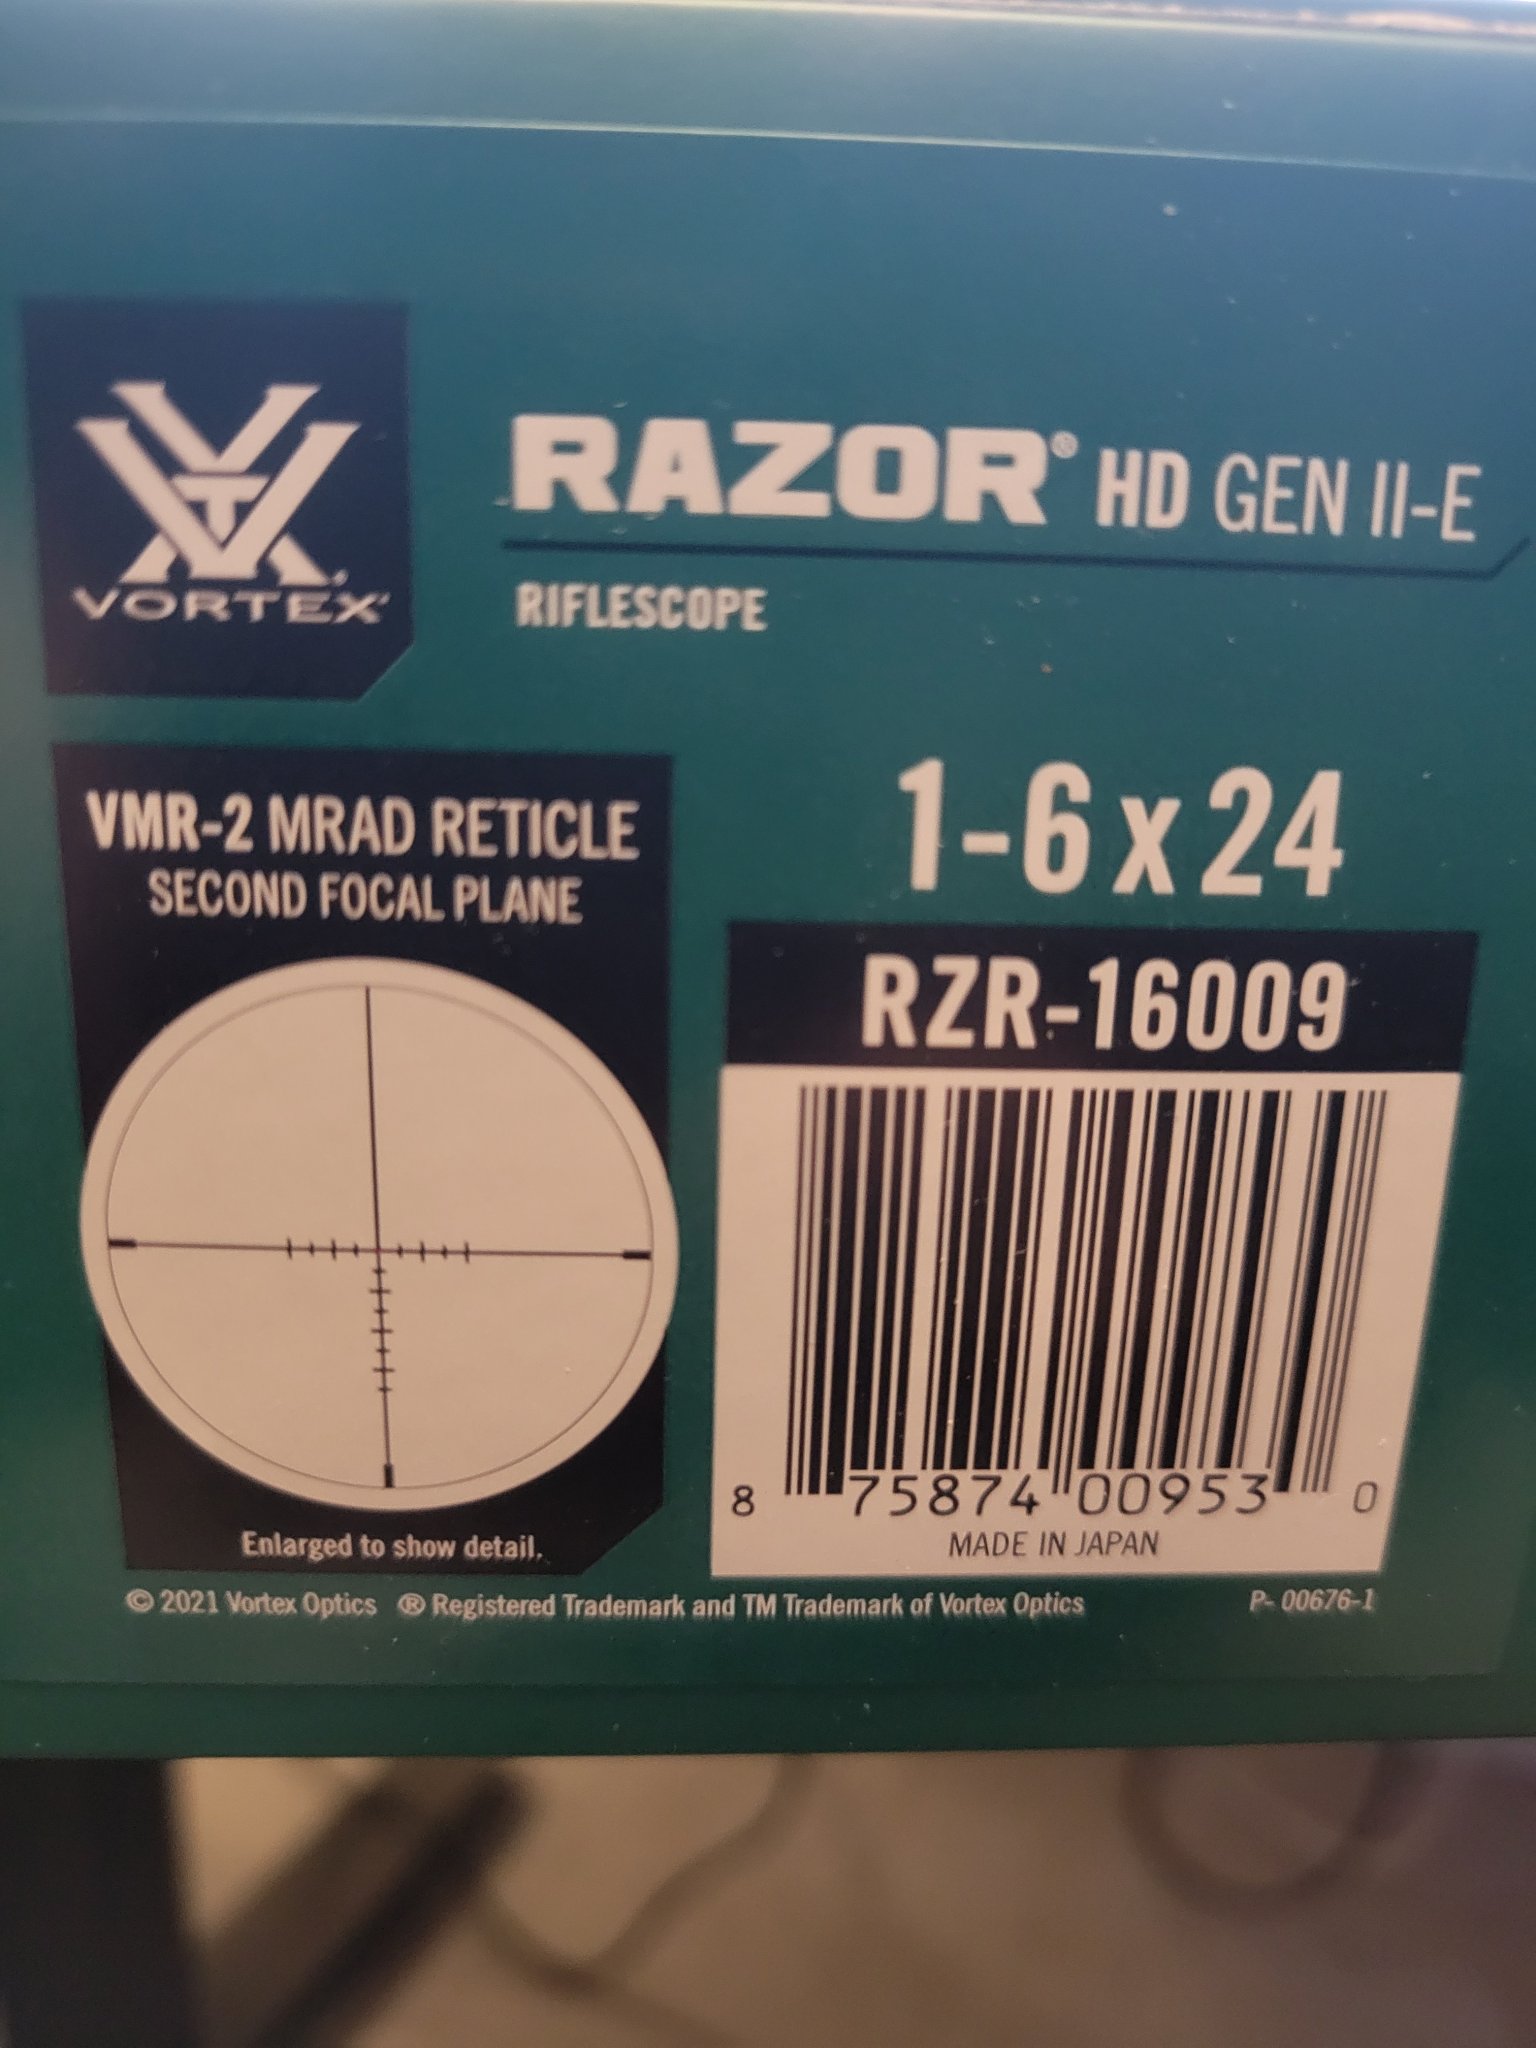 VORTEX®
RAZOR® HD GEN II-E
RIFLESCOPE
VMR-2 MRAD RETICLE
SECOND FOCAL PLANE
Enlarged to show detail.
1-6 x 24
RZR-16009
8 75874 00953 0
MADE IN JAPAN
© 2021 Vortex Optics ® Registered Trademark and TM Trademark of Vortex Optics
P- 00676-1